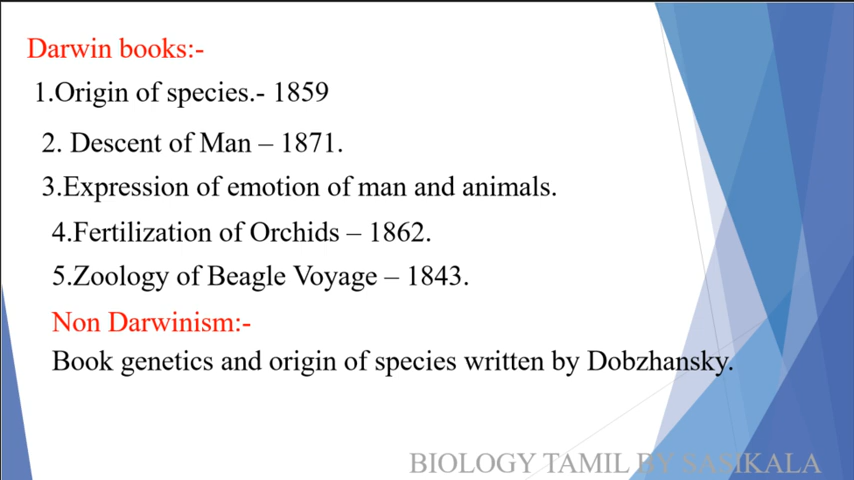 Darwin books:-
1.Origin of species.- 1859
2. Descent of Man – 1871.
3.Expression of emotion of man and animals.
4.Fertilization of Orchids – 1862.
5.Zoology of Beagle Voyage – 1843.
Non Darwinism:-
Book genetics and origin of species written by Dobzhansky.
BIOLOGY TAMIL BY SASIKALA